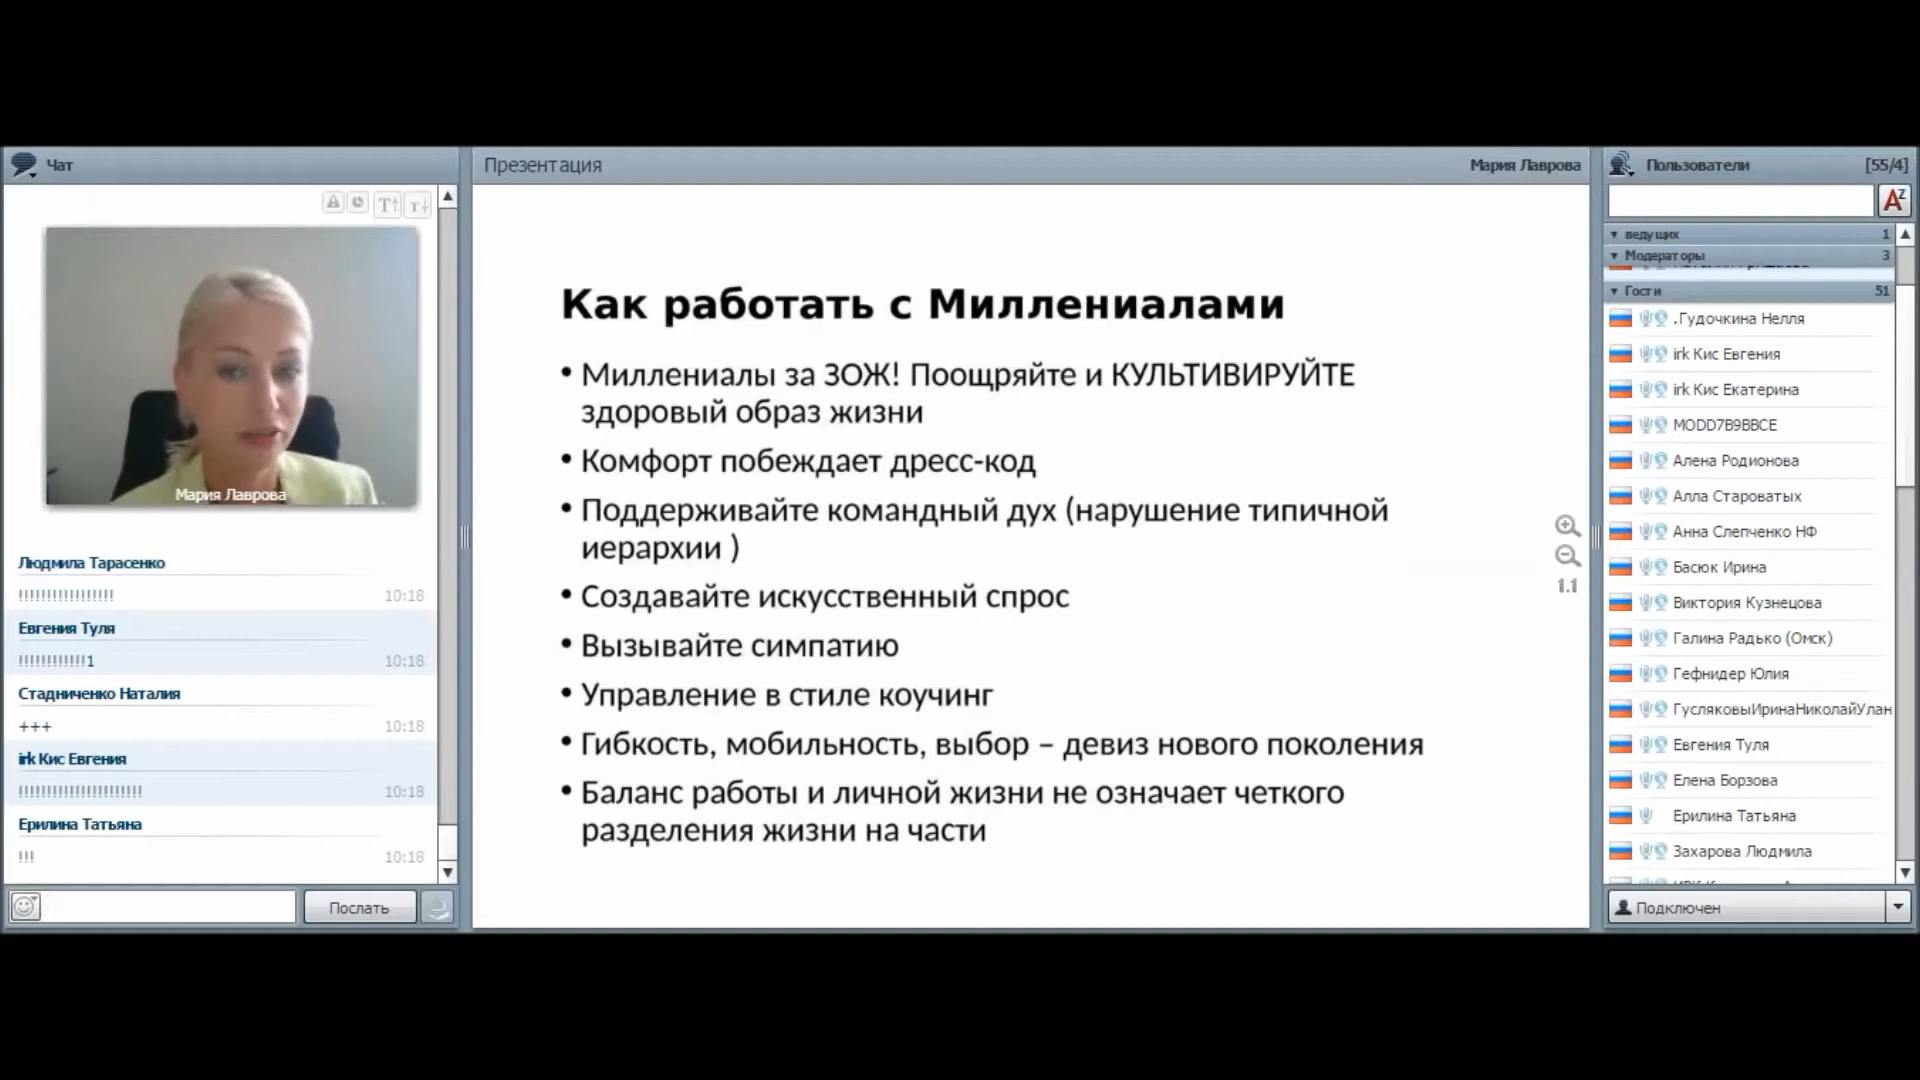 Чат
Мария Лаврова
Людмила Тарасенко
!!!!!!!!!!!!!!!!! 10:18
Евгения Туля
!!!!!!!!!!!!1 10:18
Стадниченко Наталия
+++ 10:18
irk Кис Евгения
!!!!!!!!!!!!!!!!!!!!!! 10:18
Ерилина Татьяна
!!! 10:18
Послать
Презентация Мария Лаврова
Как работать с Миллениалами
• Миллениалы за ЗОЖ! Поощряйте и КУЛЬТИВИРУЙТЕ
здоровый образ жизни
• Комфорт побеждает дресс-код
• Поддерживайте командный дух (нарушение типичной
иерархии )
• Создавайте искусственный спрос
• Вызывайте симпатию
• Управление в стиле коучинг
• Гибкость, мобильность, выбор – девиз нового поколения
• Баланс работы и личной жизни не означает четкого
разделения жизни на части
1.1
Пользователи [55/4]
ведущих 1
Модераторы 3
Гости 51
.Гудочкина Нелля
irk Кис Евгения
irk Кис Екатерина
MODD7B9BBCE
Алена Родионова
Алла Староватых
Анна Слепченко НФ
Басюк Ирина
Виктория Кузнецова
Галина Радько (Омск)
Гефнидер Юлия
ГусляковыИринаНиколайУлан
Евгения Туля
Елена Борзова
Ерилина Татьяна
Захарова Людмила
Подключен